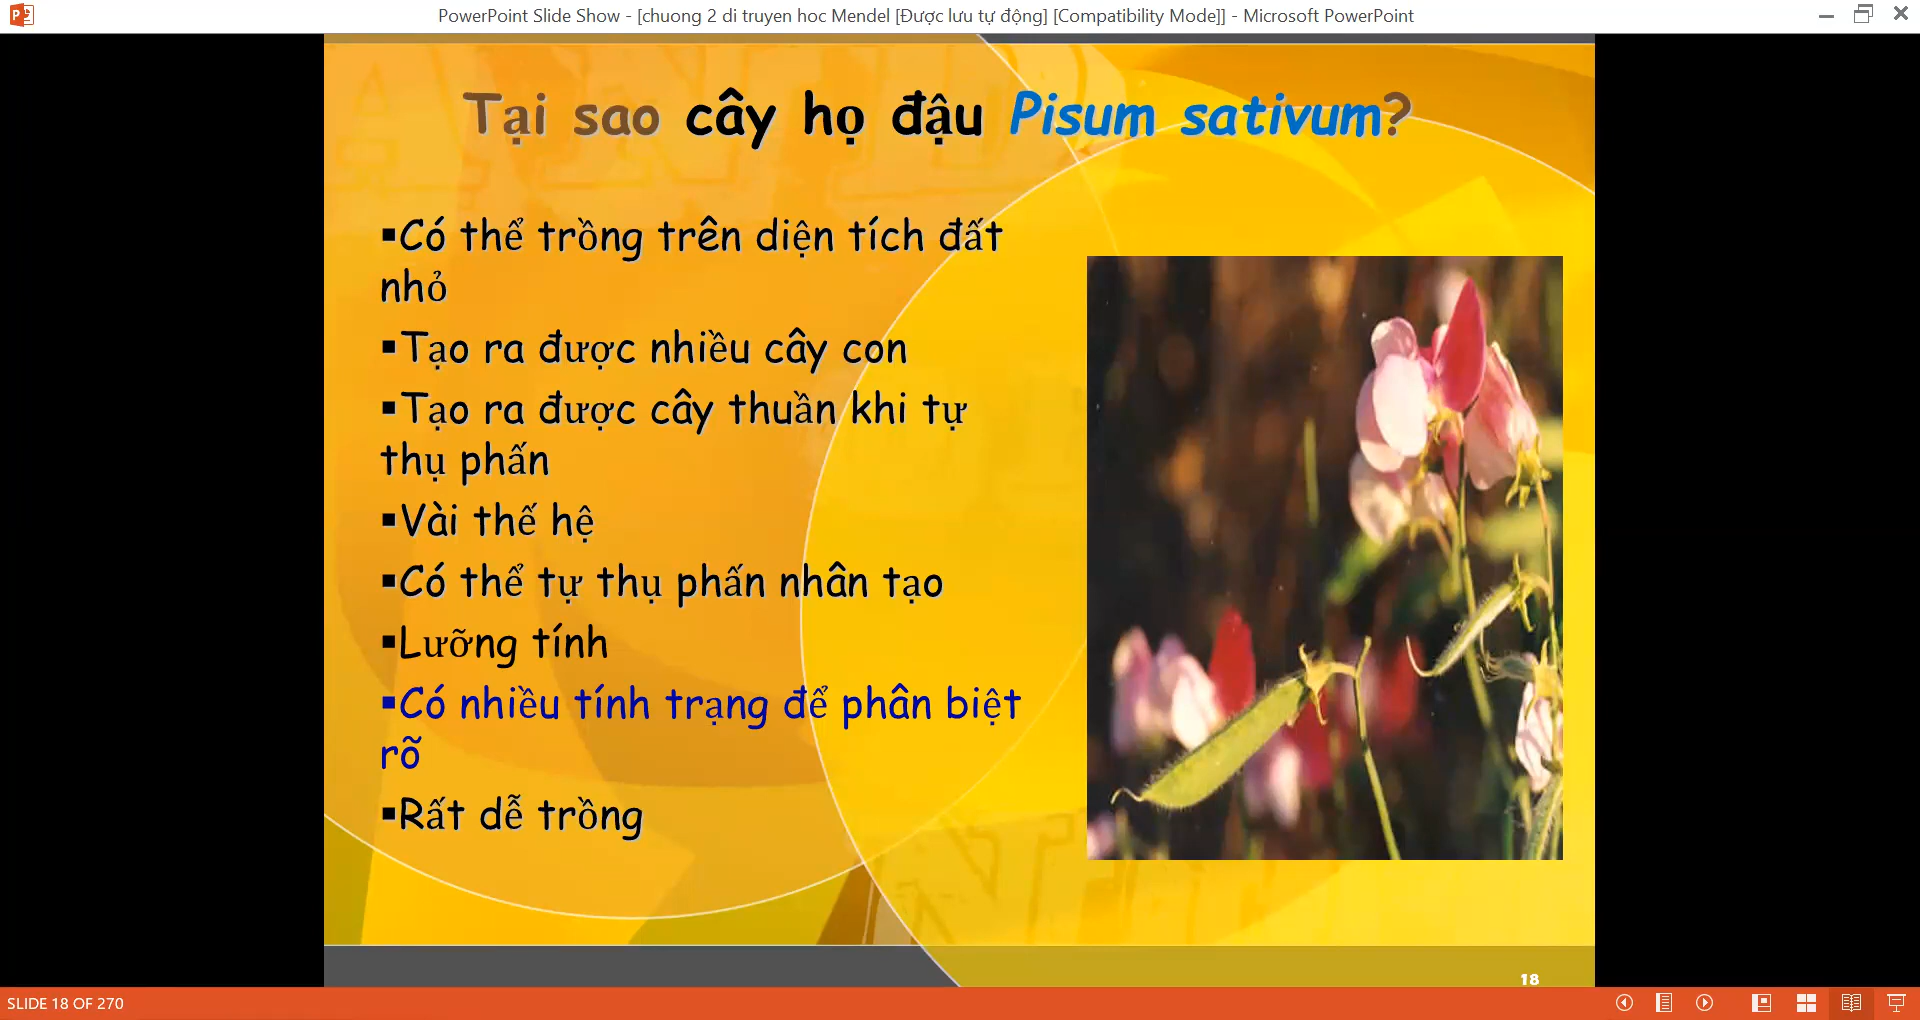 PowerPoint Slide Show - [chuong 2 di truyen hoc Mendel [Được lưu tự động] [Compatibility Mode]] - Microsoft PowerPoint
Tại sao cây họ đậu Pisum sativum?
▪Có thể trồng trên diện tích đất
nhỏ
▪Tạo ra được nhiều cây con
▪Tạo ra được cây thuần khi tự
thụ phấn
▪Vài thế hệ
▪Có thể tự thụ phấn nhân tạo
▪Lưỡng tính
▪Có nhiều tính trạng để phân biệt
rõ
▪Rất dễ trồng
18
SLIDE 18 OF 270